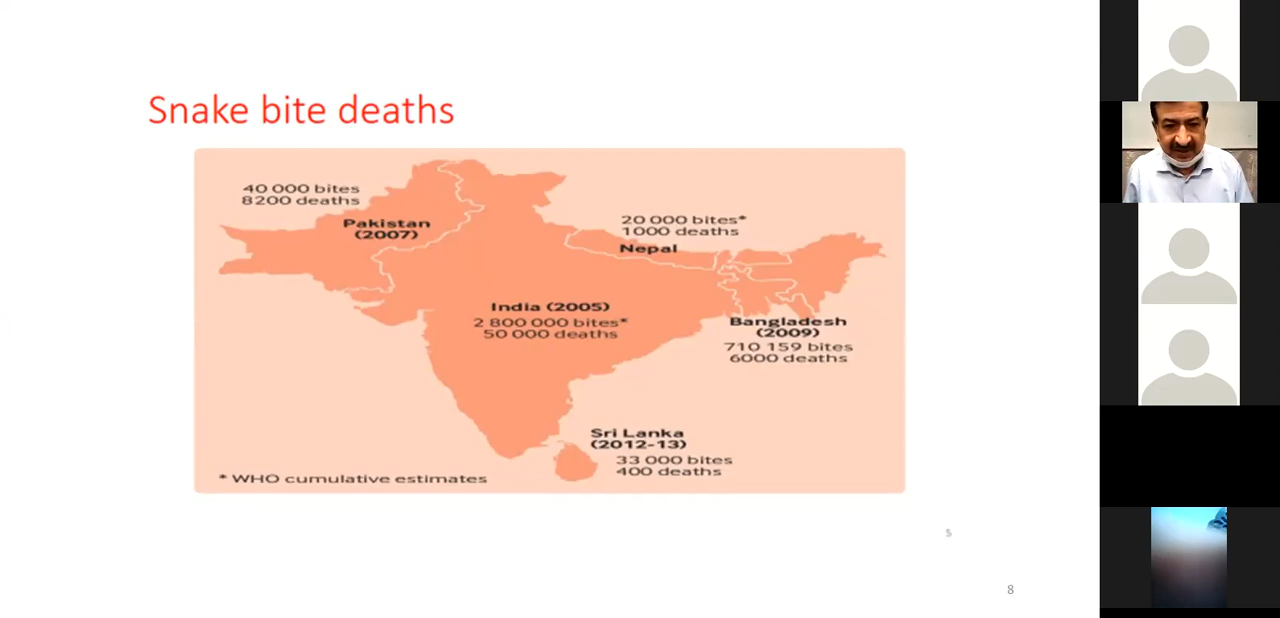 Snake bite deaths
40 000 bites
8200 deaths
Pakistan
(2007)
20 000 bites*
1000 deaths
Nepal
India (2005)
2 800 000 bites*
50 000 deaths
Bangladesh
(2009)
710 159 bites
6000 deaths
Sri Lanka
(2012-13)
33 000 bites
400 deaths
* WHO cumulative estimates
5
8